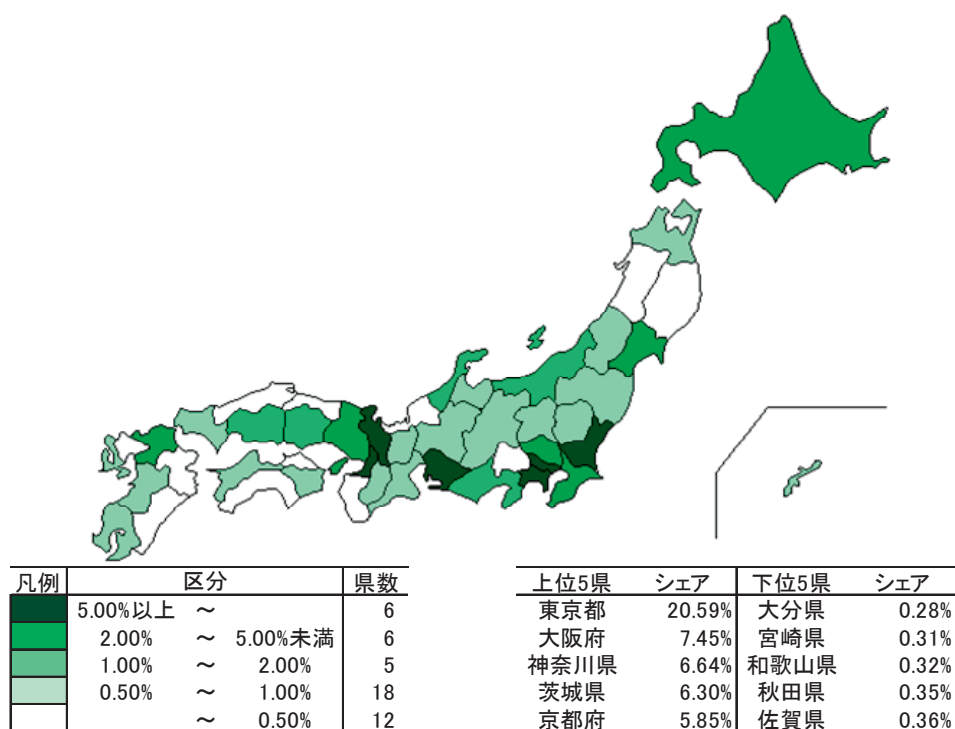 凡例 区分 県数
5.00%以上 ～ 6
2.00% ～ 5.00%未満 6
1.00% ～ 2.00% 5
0.50% ～ 1.00% 18
～ 0.50% 12
上位5県 シェア 下位5県 シェア
東京都 20.59% 大分県 0.28%
大阪府 7.45% 宮崎県 0.31%
神奈川県 6.64% 和歌山県 0.32%
茨城県 6.30% 秋田県 0.35%
京都府 5.85% 佐賀県 0.36%